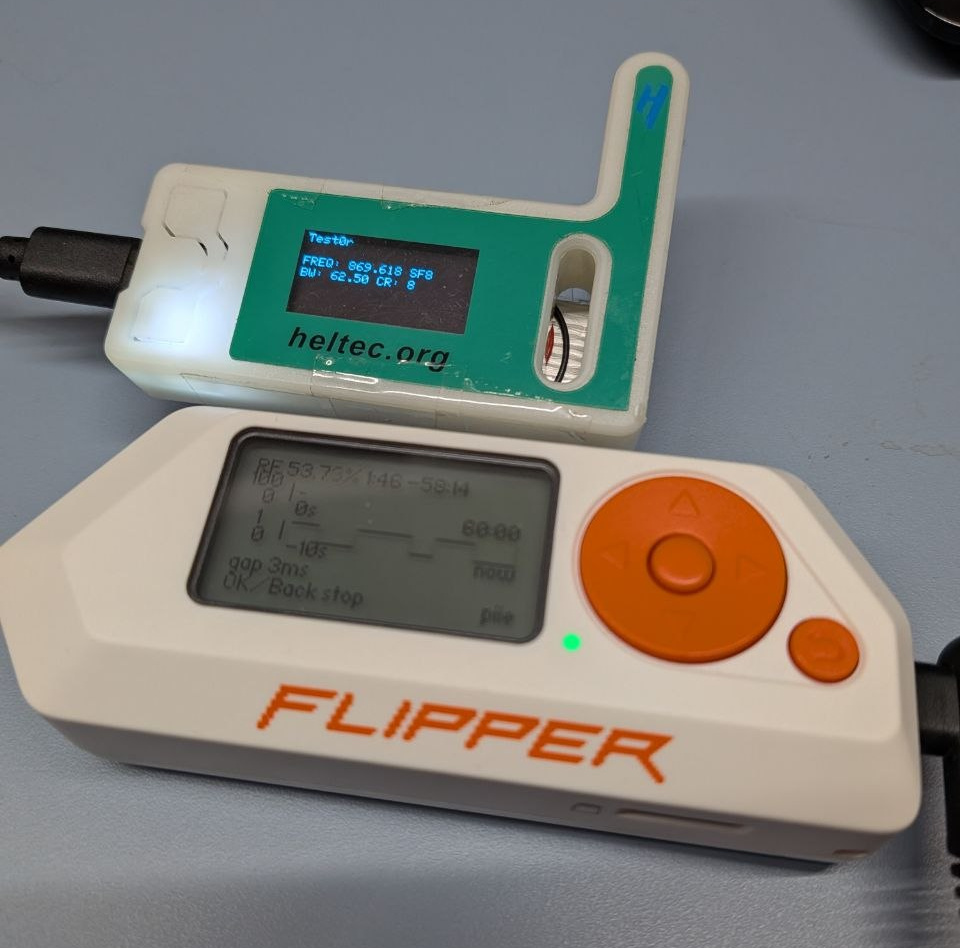 H
Test0r
FREQ: 869.618 SF8
BW: 62.50 CR: 8
heltec.org
53.73% 1:46 -58:14
100
0
0s
1
60:00
0
-10s
now
gap 3ms
OK/Back stop
FLIPPER